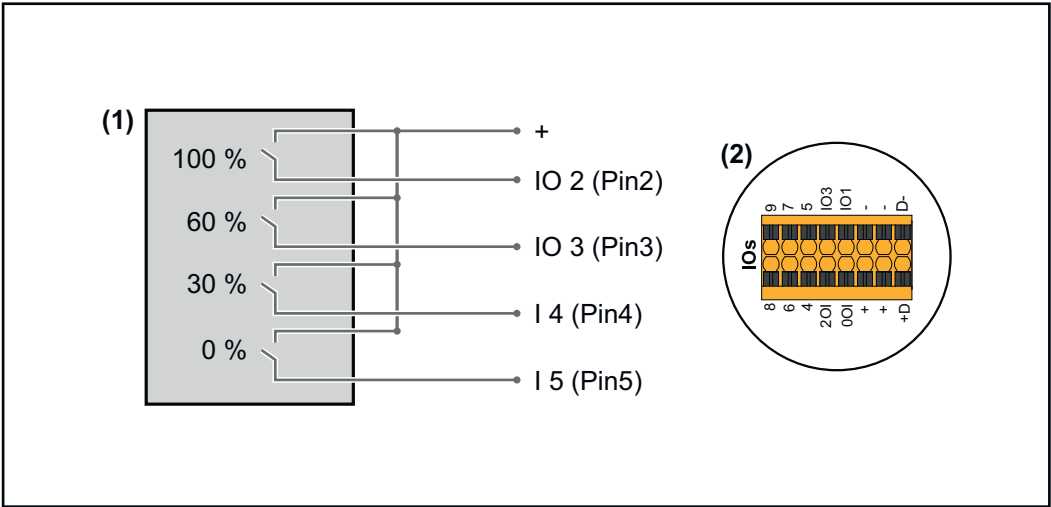 (1)
100 %
60 %
30 %
0 %
+
IO 2 (Pin2)
IO 3 (Pin3)
I 4 (Pin4)
I 5 (Pin5)
(2)
IOs
9 7 5 IO3 IO1 - - D-
8 6 4 IO2 IO0 + + D+